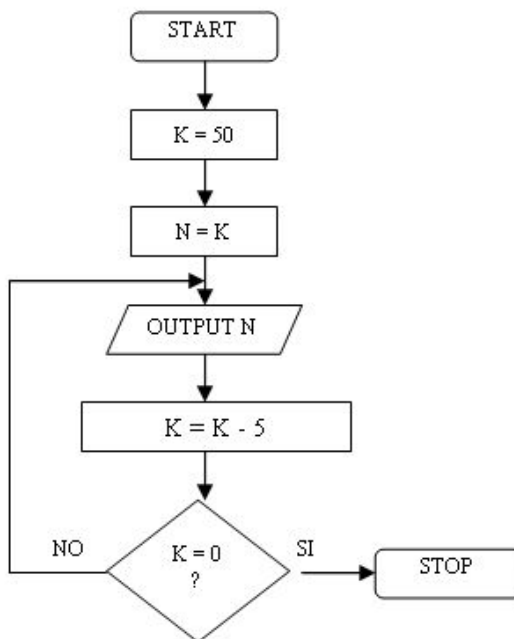 START
K = 50
N = K
OUTPUT N
K = K - 5
K = 0
?
NO
SI
STOP